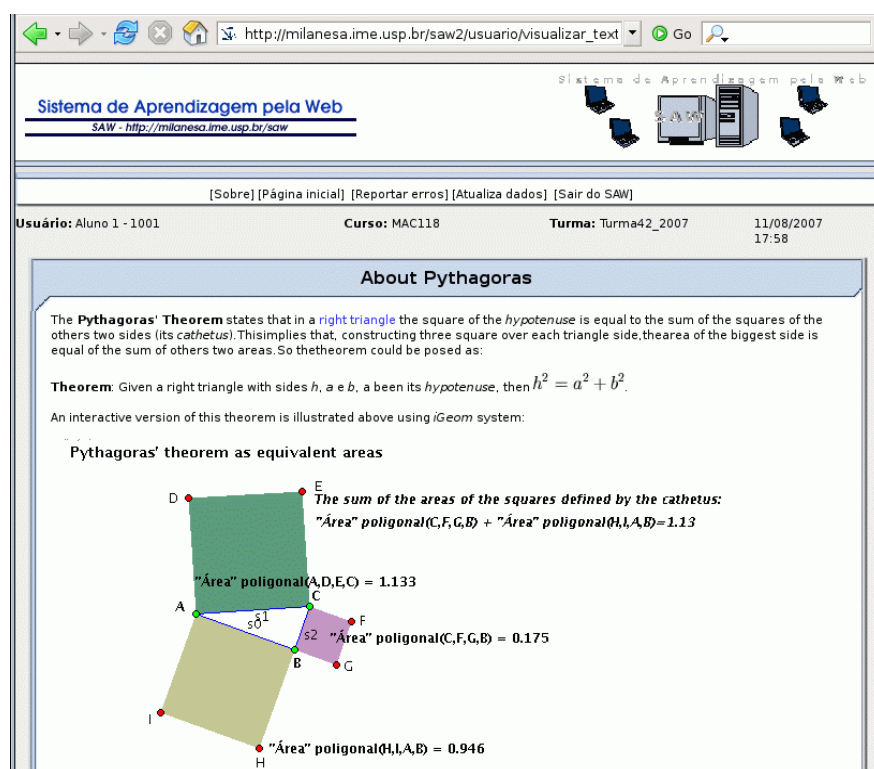 http://milanesa.ime.usp.br/saw2/usuario/visualizar_text Go
Sistema de Aprendizagem pela Web
Sistema de Aprendizagem pela Web
SAW - http://milanesa.ime.usp.br/saw
SAW
[Sobre] [Página inicial] [Reportar erros] [Atualiza dados] [Sair do SAW]
Usuário: Aluno 1 - 1001 Curso: MAC118 Turma: Turma42_2007 11/08/2007
17:58
About Pythagoras
The Pythagoras' Theorem states that in a right triangle the square of the hypotenuse is equal to the sum of the squares of the
others two sides (its cathetus).Thisimplies that, constructing three square over each triangle side,thearea of the biggest side is
equal of the sum of others two areas.So thetheorem could be posed as:
Theorem: Given a right triangle with sides h, a e b, a been its hypotenuse, then h² = a² + b².
An interactive version of this theorem is illustrated above using iGeom system:
Pythagoras' theorem as equivalent areas
D
E
The sum of the areas of the squares defined by the cathetus:
"Área" poligonal(C,F,G,B) + "Área" poligonal(H,I,A,B)=1.13
"Área" poligonal(A,D,E,C) = 1.133
A
C
s1
s0
F
s2
"Área" poligonal(C,F,G,B) = 0.175
B
G
I
"Área" poligonal(H,I,A,B) = 0.946
H